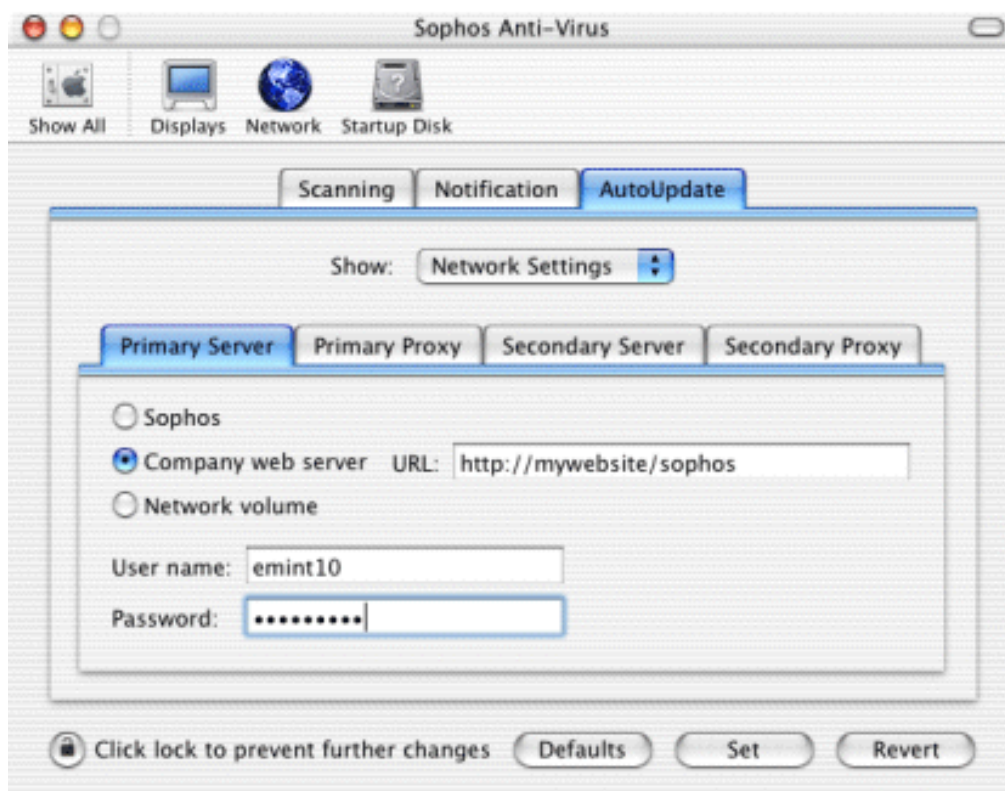 Sophos Anti-Virus
Show All Displays Network Startup Disk
Scanning Notification AutoUpdate
Show: Network Settings
Primary Server Primary Proxy Secondary Server Secondary Proxy
Sophos
Company web server URL: http://mywebsite/sophos
Network volume
User name: emint10
Password: •••••••••
Click lock to prevent further changes Defaults Set Revert